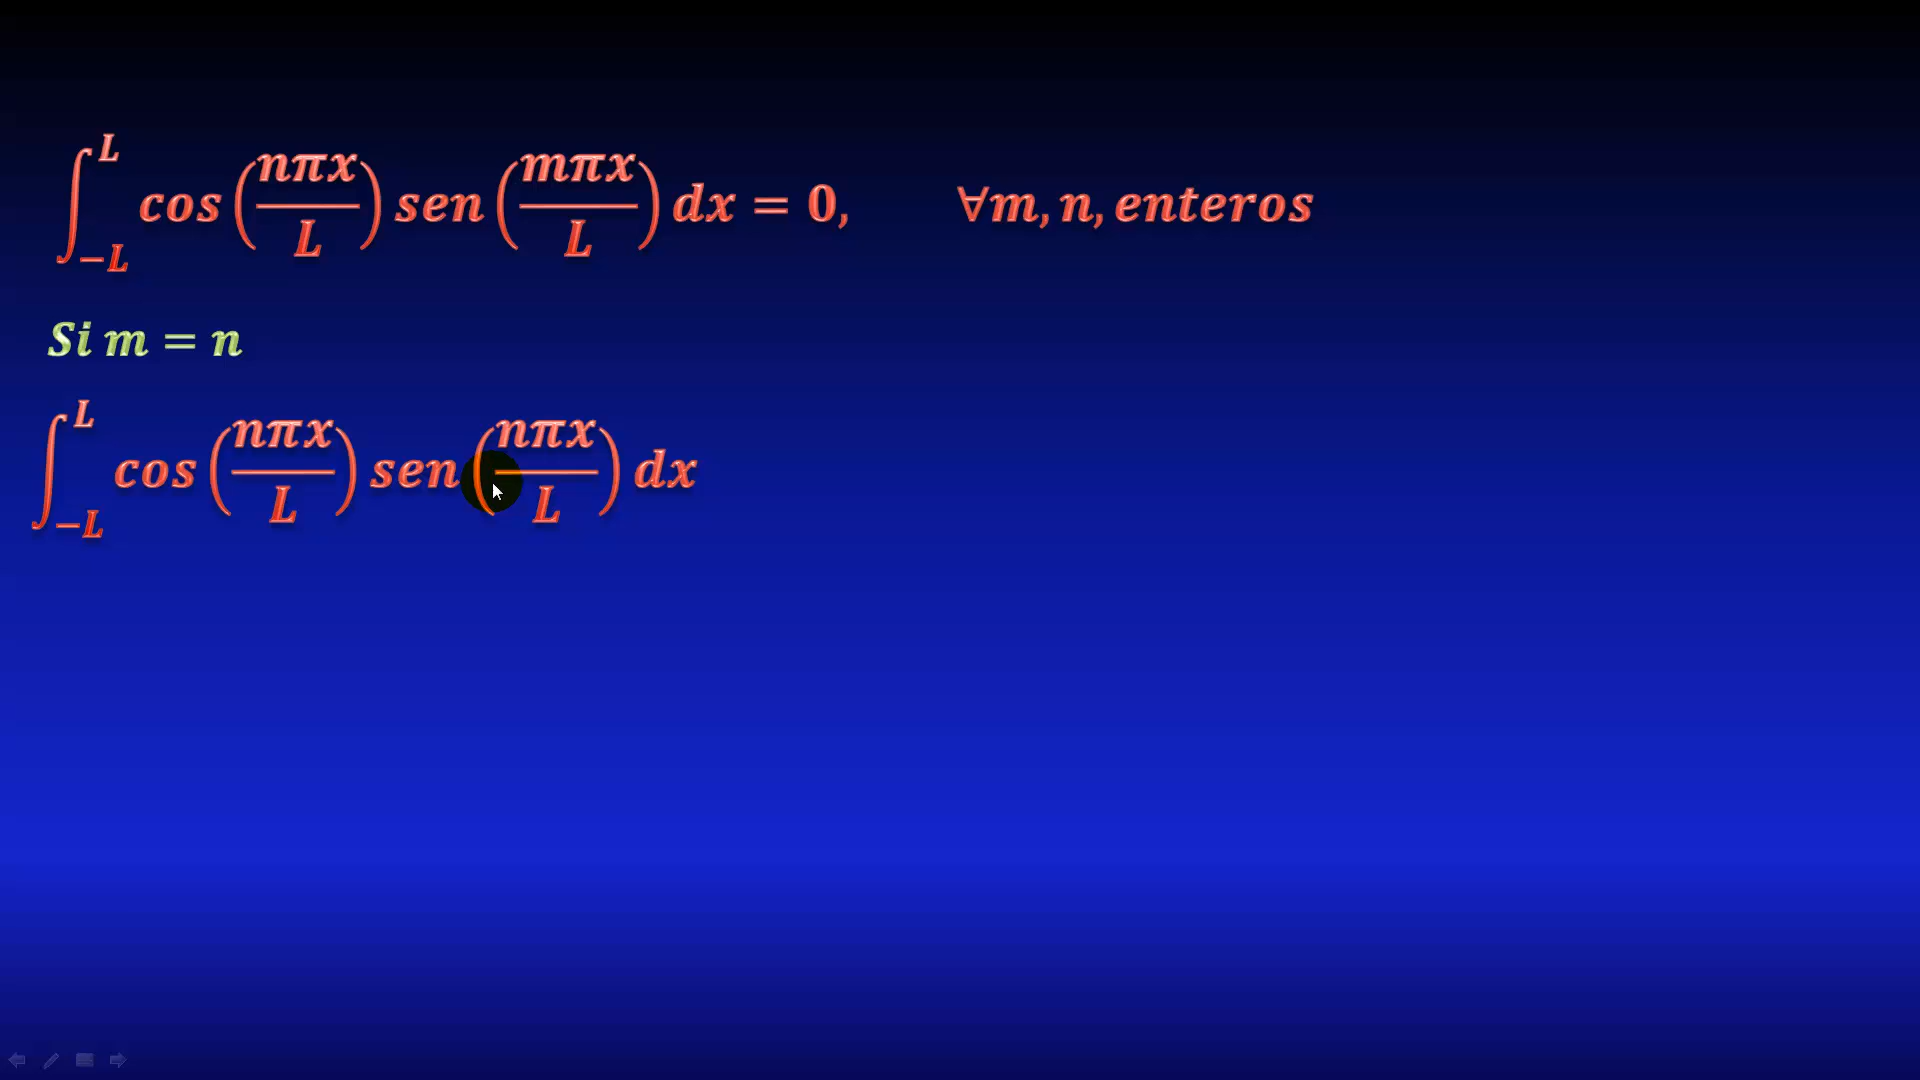 ∫_{-L}^{L} cos(nπx/L) sen(mπx/L) dx = 0, ∀m, n, enteros
Si m = n
∫_{-L}^{L} cos(nπx/L) sen(nπx/L) dx